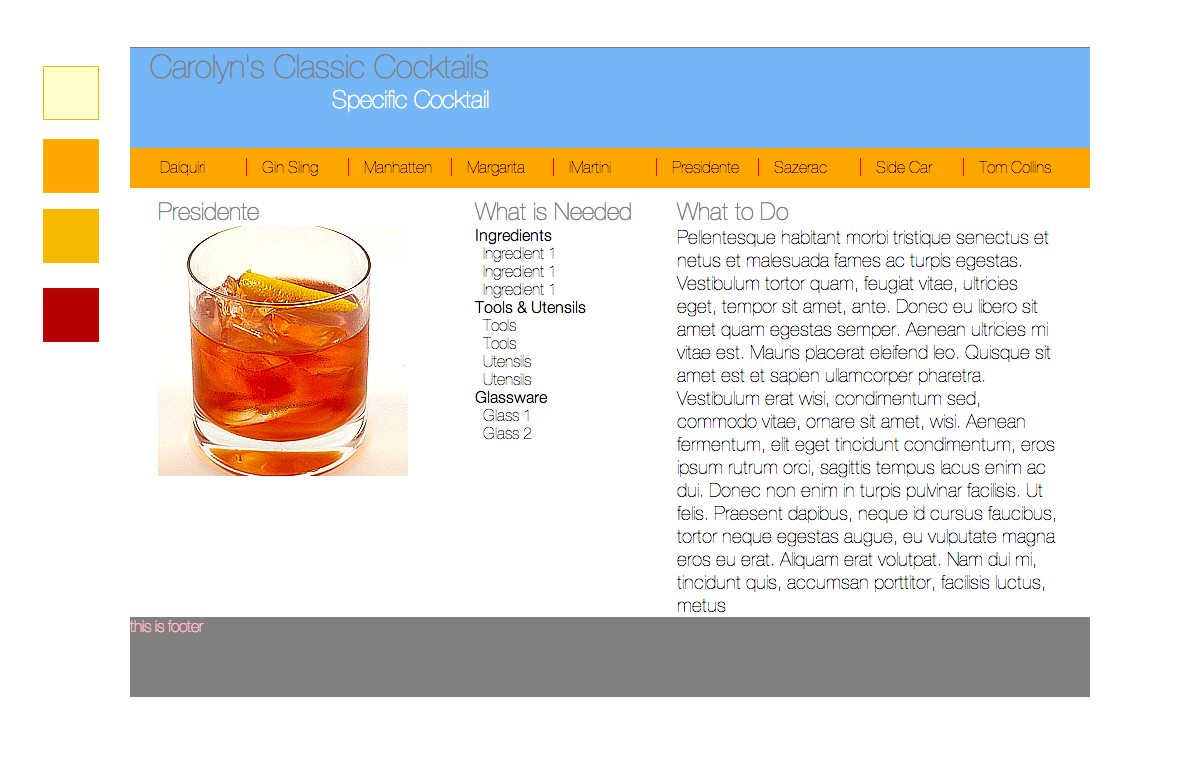 Carolyn's Classic Cocktails
Specific Cocktail
Daiquiri Gin Sling Manhatten Margarita lMartini Presidente Sazerac Side Car Tom Collins
Presidente
What is Needed
Ingredients
Ingredient 1
Ingredient 1
Ingredient 1
Tools & Utensils
Tools
Tools
Utensils
Utensils
Glassware
Glass 1
Glass 2
What to Do
Pellentesque habitant morbi tristique senectus et
netus et malesuada fames ac turpis egestas.
Vestibulum tortor quam, feugiat vitae, ultricies
eget, tempor sit amet, ante. Donec eu libero sit
amet quam egestas semper. Aenean ultricies mi
vitae est. Mauris placerat eleifend leo. Quisque sit
amet est et sapien ullamcorper pharetra.
Vestibulum erat wisi, condimentum sed,
commodo vitae, ornare sit amet, wisi. Aenean
fermentum, elit eget tincidunt condimentum, eros
ipsum rutrum orci, sagittis tempus lacus enim ac
dui. Donec non enim in turpis pulvinar facilisis. Ut
felis. Praesent dapibus, neque id cursus faucibus,
tortor neque egestas augue, eu vulputate magna
eros eu erat. Aliquam erat volutpat. Nam dui mi,
tincidunt quis, accumsan porttitor, facilisis luctus,
metus
this is footer